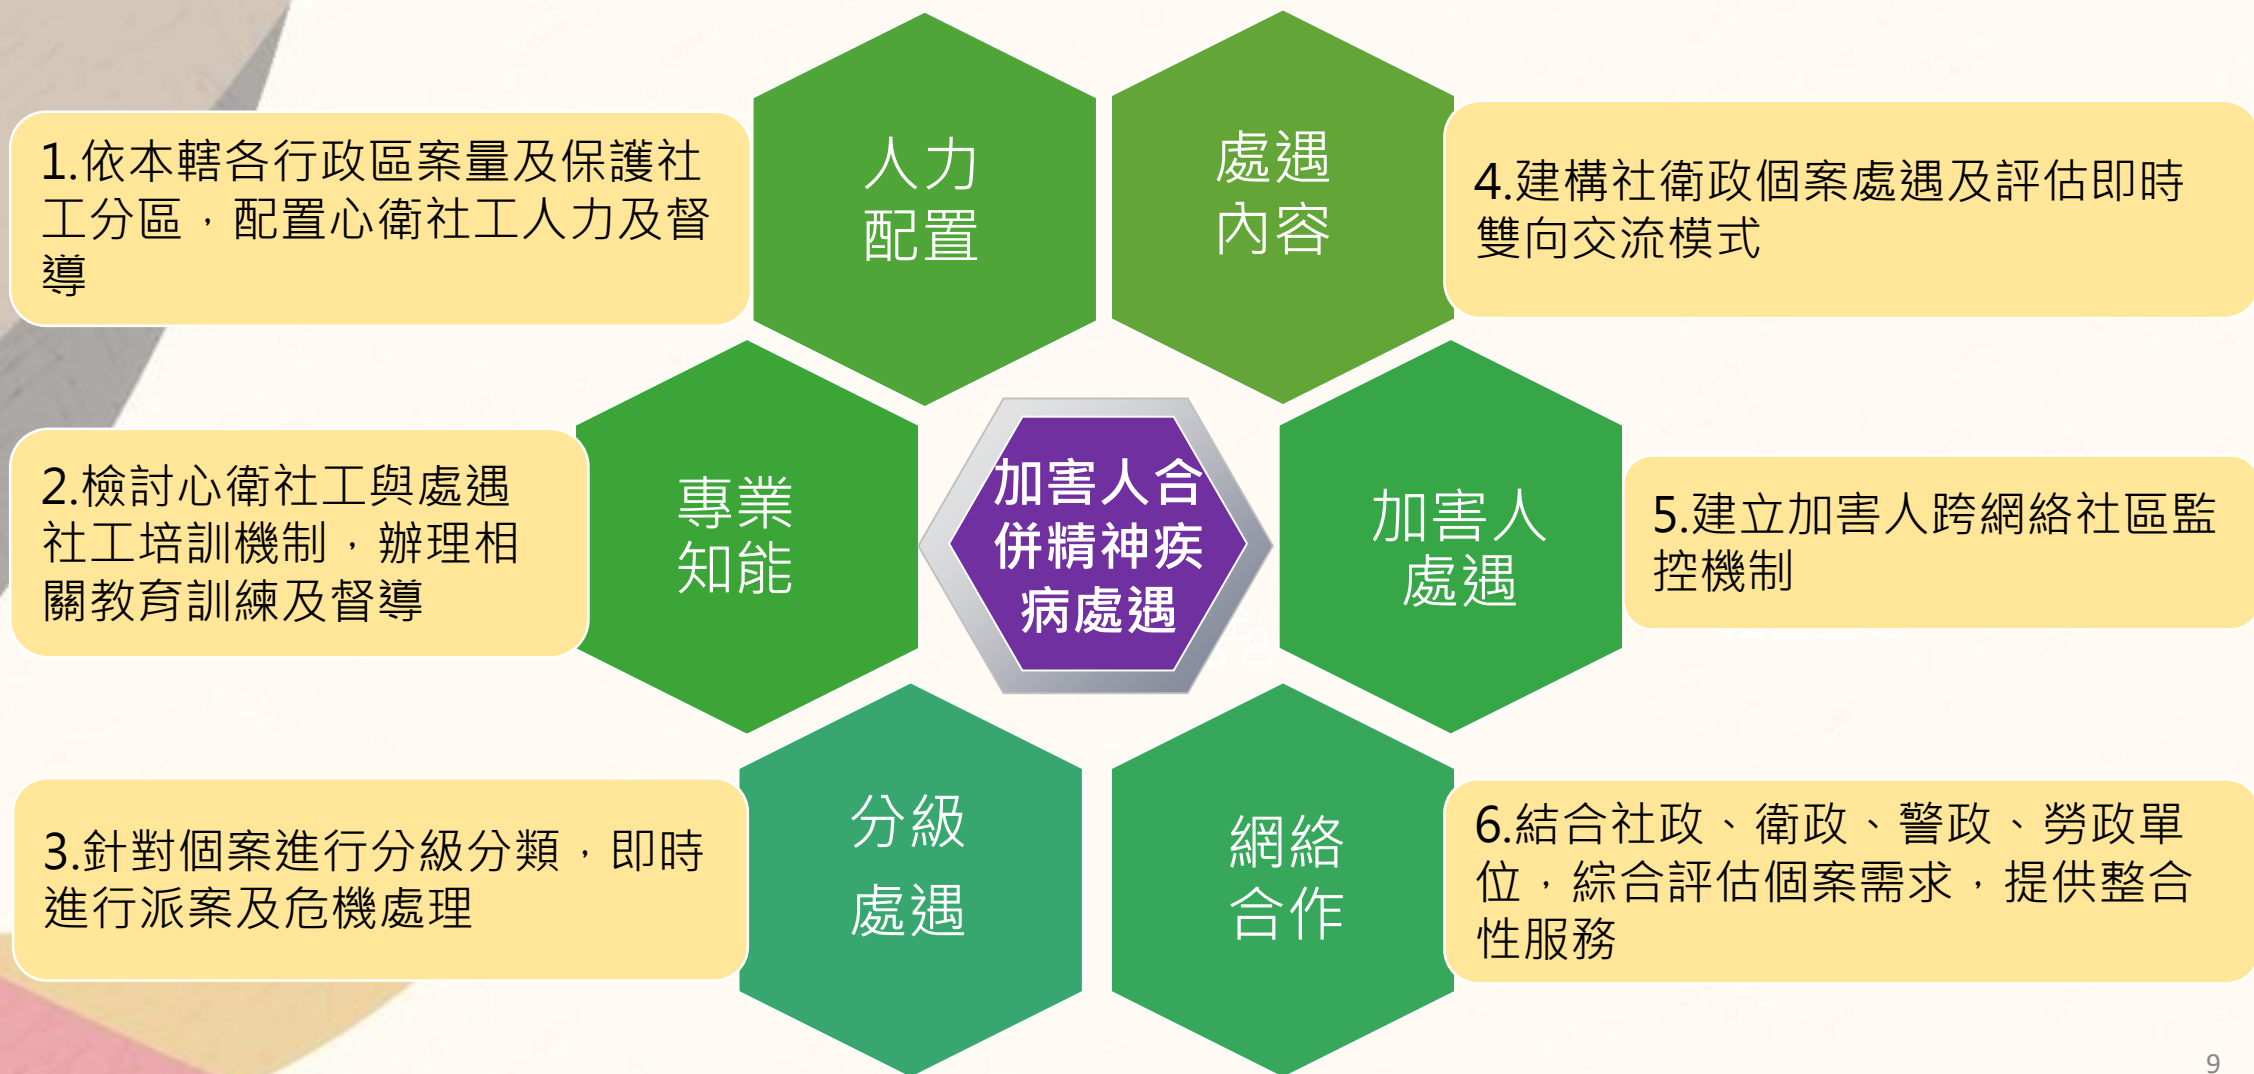 人力
配置
1.依本轄各行政區案量及保護社
工分區，配置心衛社工人力及督
導
專業
知能
2.檢討心衛社工與處遇
社工培訓機制，辦理相
關教育訓練及督導
分級
處遇
3.針對個案進行分級分類，即時
進行派案及危機處理
加害人合
併精神疾
病處遇
處遇
內容
4.建構社衛政個案處遇及評估即時
雙向交流模式
加害人
處遇
5.建立加害人跨網絡社區監
控機制
網絡
合作
6.結合社政、衛政、警政、勞政單
位，綜合評估個案需求，提供整合
性服務
9